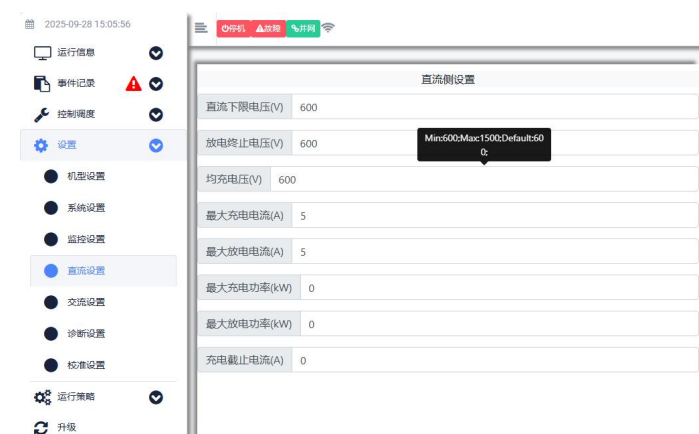 2025-09-28 15:05:56
停机 故障 并网
运行信息
事件记录
控制调度
设置
机型设置
系统设置
监控设置
直流设置
交流设置
诊断设置
校准设置
运行策略
升级
直流侧设置
直流下限电压(V) 600
放电终止电压(V) 600
Min:600;Max:1500;Default:60
0;
均充电压(V) 600
最大充电电流(A) 5
最大放电电流(A) 5
最大充电功率(kW) 0
最大放电功率(kW) 0
充电截止电流(A) 0